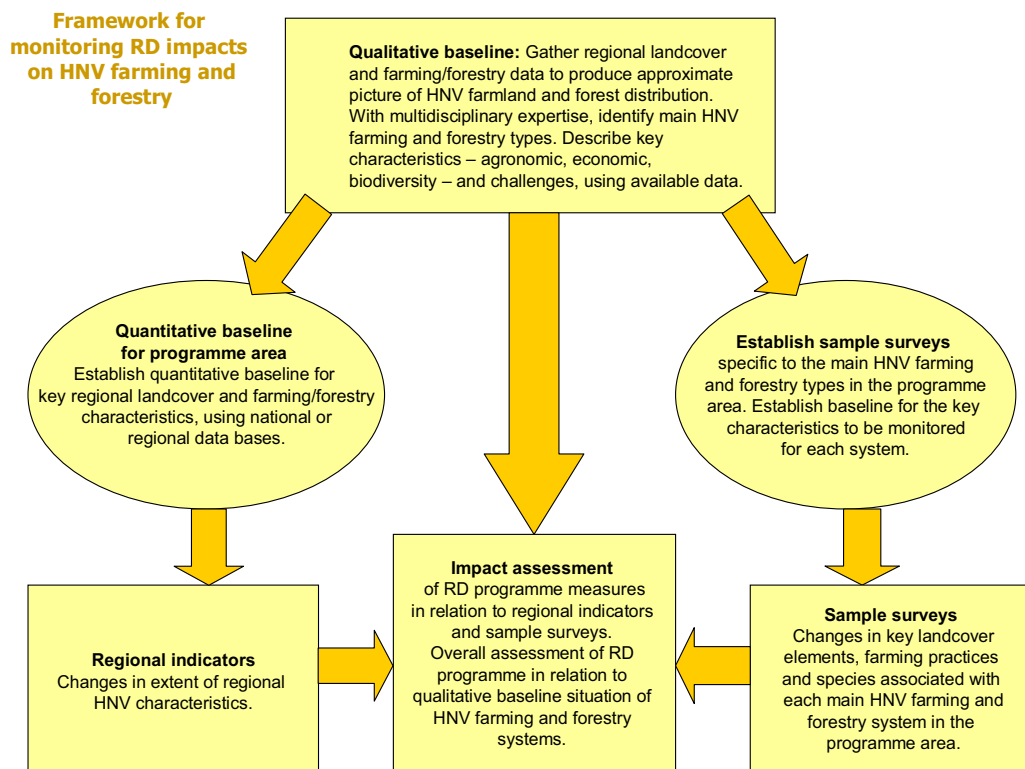 Framework for
monitoring RD impacts
on HNV farming and
forestry
Qualitative baseline: Gather regional landcover
and farming/forestry data to produce approximate
picture of HNV farmland and forest distribution.
With multidisciplinary expertise, identify main HNV
farming and forestry types. Describe key
characteristics – agronomic, economic,
biodiversity – and challenges, using available data.
Quantitative baseline
for programme area
Establish quantitative baseline for
key regional landcover and farming/forestry
characteristics, using national or
regional data bases.
Establish sample surveys
specific to the main HNV farming
and forestry types in the programme
area. Establish baseline for the key
characteristics to be monitored
for each system.
Regional indicators
Changes in extent of regional
HNV characteristics.
Impact assessment
of RD programme measures
in relation to regional indicators
and sample surveys.
Overall assessment of RD
programme in relation to
qualitative baseline situation of
HNV farming and forestry
systems.
Sample surveys
Changes in key landcover
elements, farming practices
and species associated with
each main HNV farming and
forestry system in the
programme area.